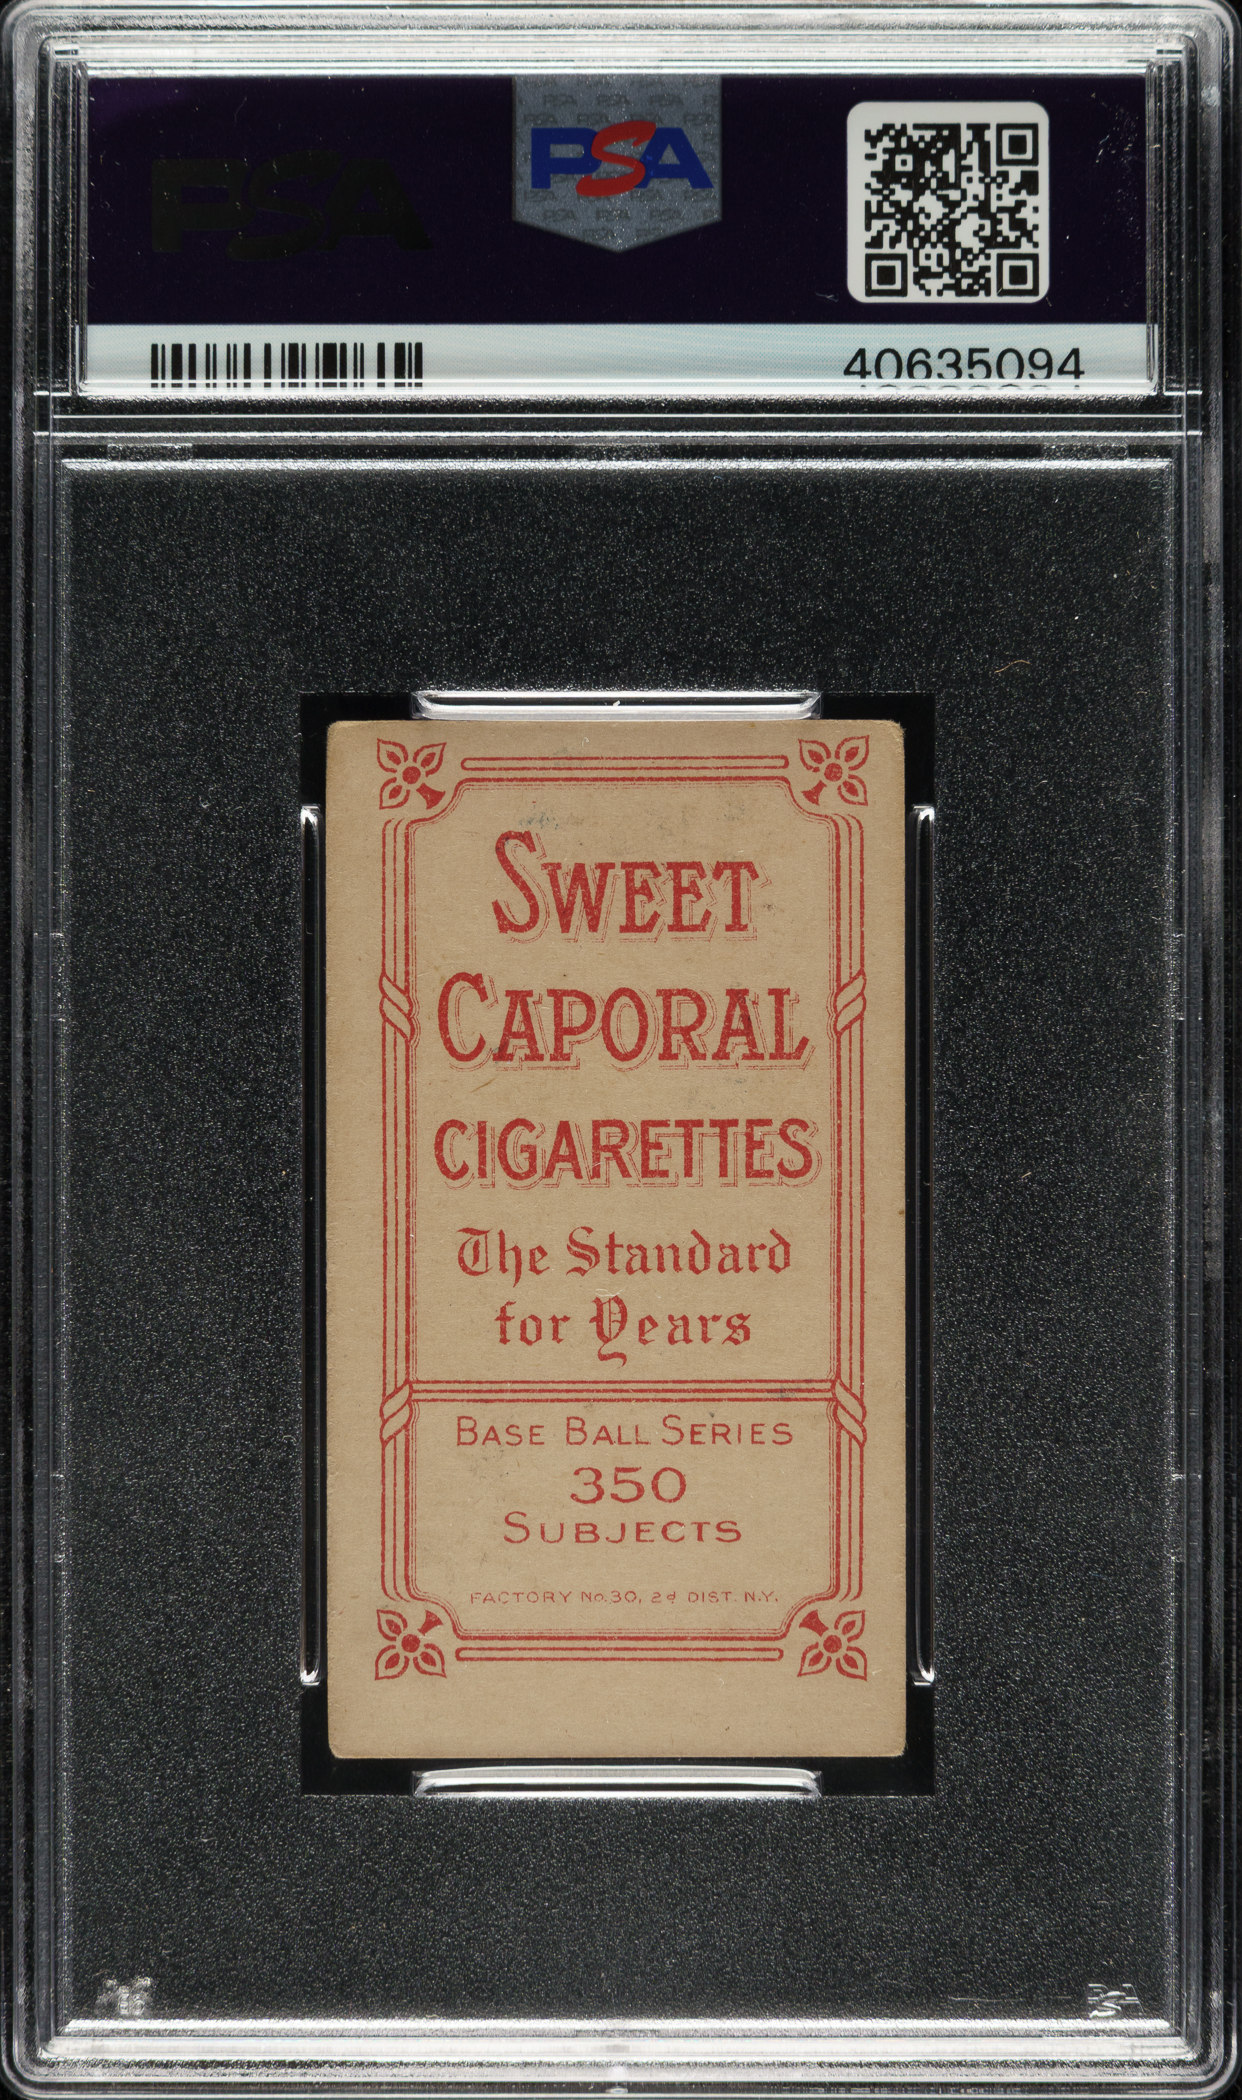 PSA
PSA
40635094
SWEET
CAPORAL
CIGARETTES
The Standard
for Years
BASE BALL SERIES
350
SUBJECTS
FACTORY No. 30, 2d DIST. N.Y.
PSA